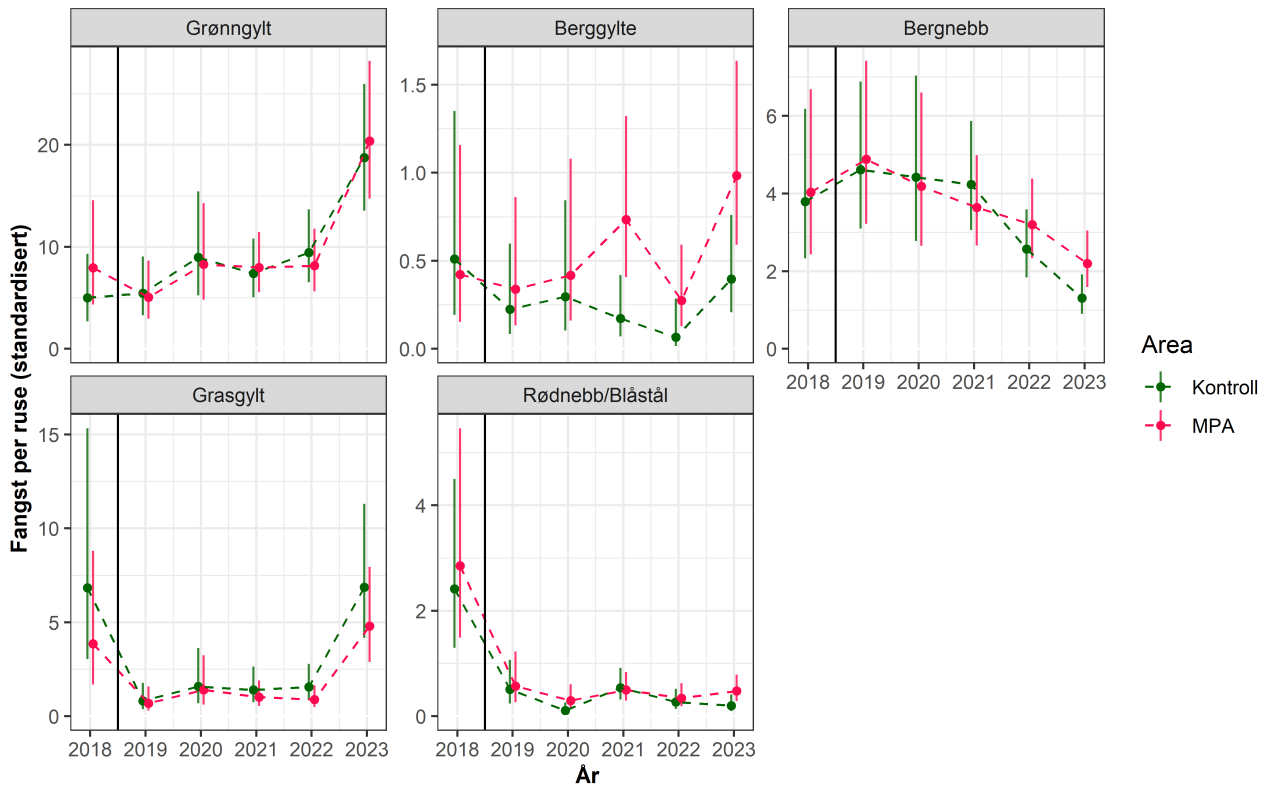 Grønngylt
Berggylte
Bergnebb
20
10
0
1.5
1.0
0.5
0.0
6
4
2
0
2018 2019 2020 2021 2022 2023
Grasgylt
Rødnebb/Blåstål
15
10
5
0
4
2
0
2018 2019 2020 2021 2022 2023
2018 2019 2020 2021 2022 2023
Fangst per ruse (standardisert)
År
Area
Kontroll
MPA